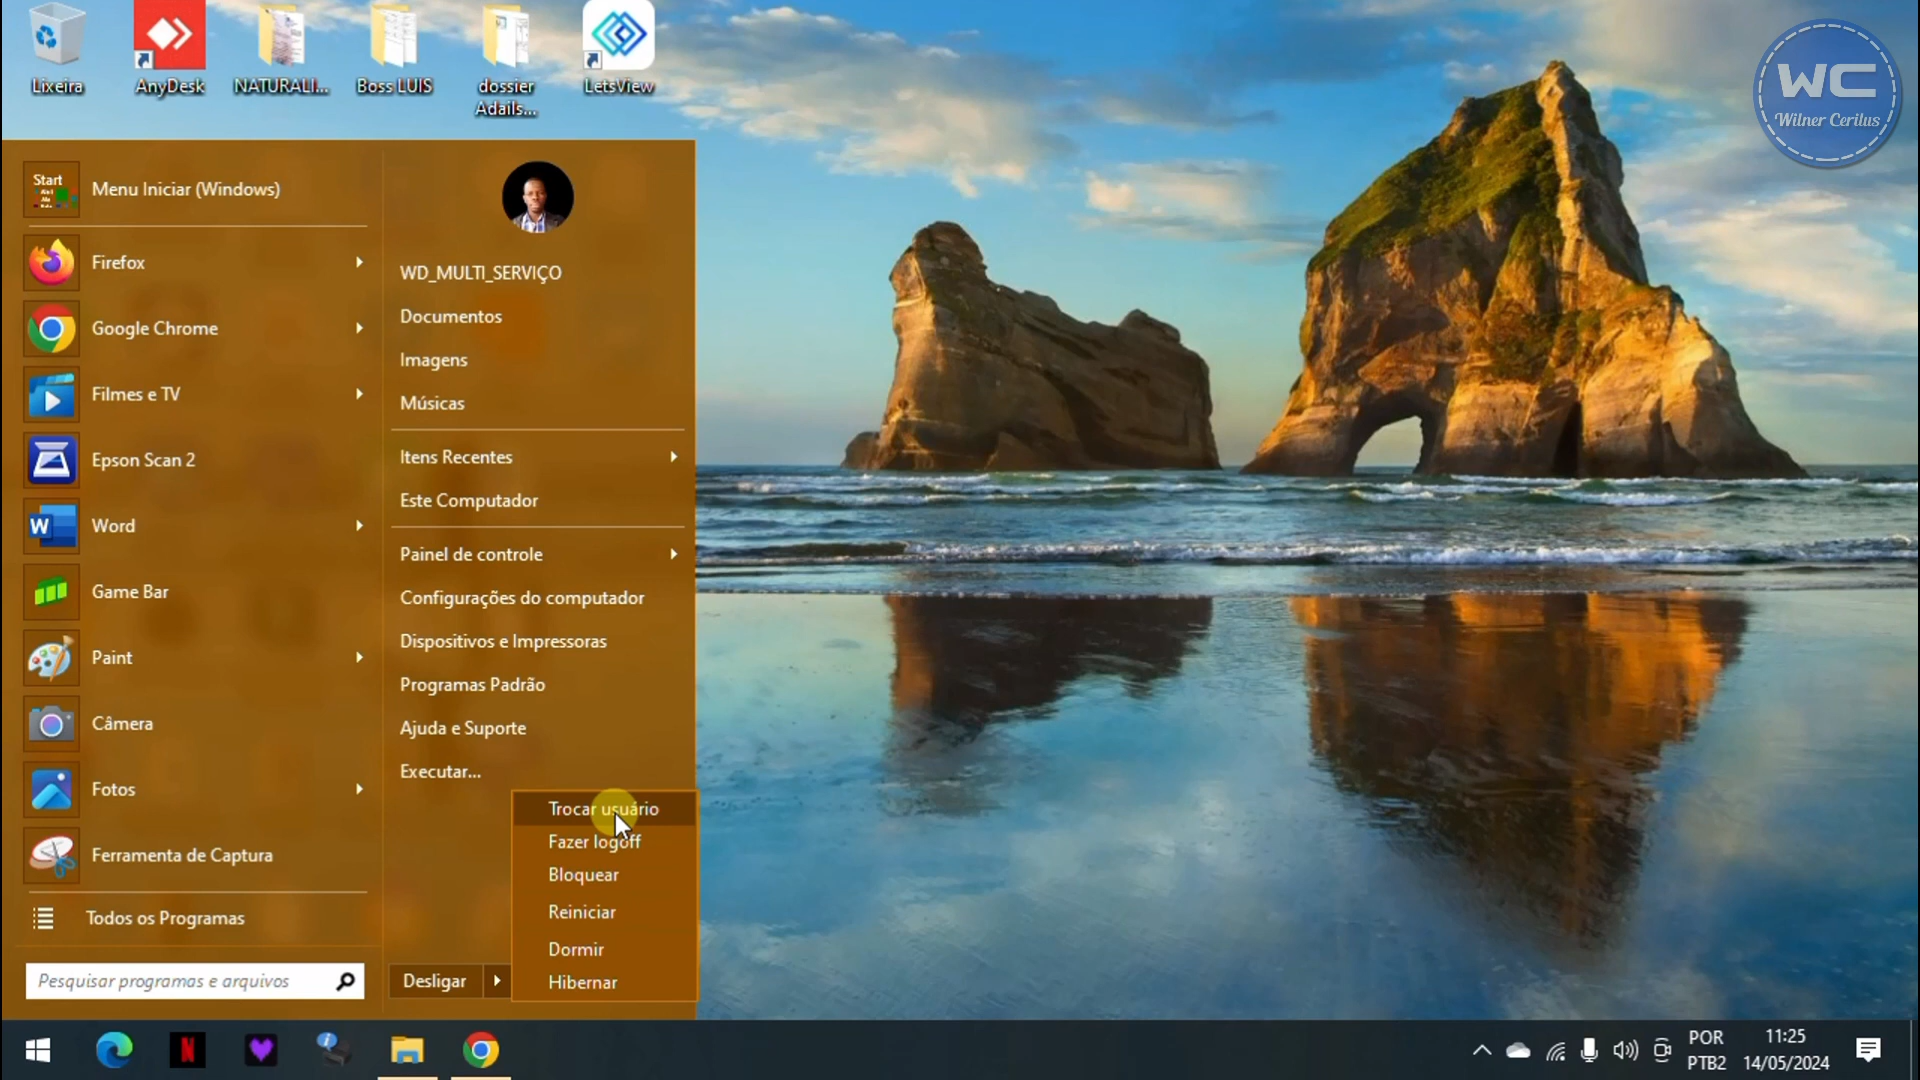 Lixeira
AnyDesk
NATURALI...
Boss LUIS
dossier
Adails...
LetsView
WC
Wilner Cerilus
Start
Menu Iniciar (Windows)
Firefox
Google Chrome
Filmes e TV
Epson Scan 2
Word
Game Bar
Paint
Câmera
Fotos
Ferramenta de Captura
Todos os Programas
Pesquisar programas e arquivos
WD_MULTI_SERVIÇO
Documentos
Imagens
Músicas
Itens Recentes
Este Computador
Painel de controle
Configurações do computador
Dispositivos e Impressoras
Programas Padrão
Ajuda e Suporte
Executar...
Trocar usuário
Fazer logoff
Bloquear
Reiniciar
Dormir
Hibernar
Desligar
POR
PTB2
11:25
14/05/2024